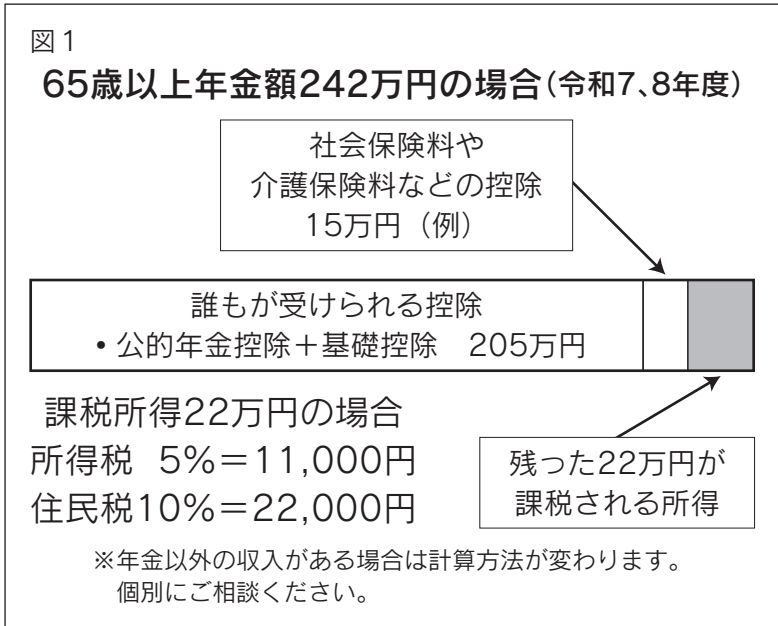 図1
65歳以上年金額242万円の場合(令和7、8年度)
社会保険料や
介護保険料などの控除
15万円（例）
誰もが受けられる控除
・公的年金控除＋基礎控除　205万円
課税所得22万円の場合
所得税 5%＝11,000円
住民税10%＝22,000円
残った22万円が
課税される所得
※年金以外の収入がある場合は計算方法が変わります。
個別にご相談ください。